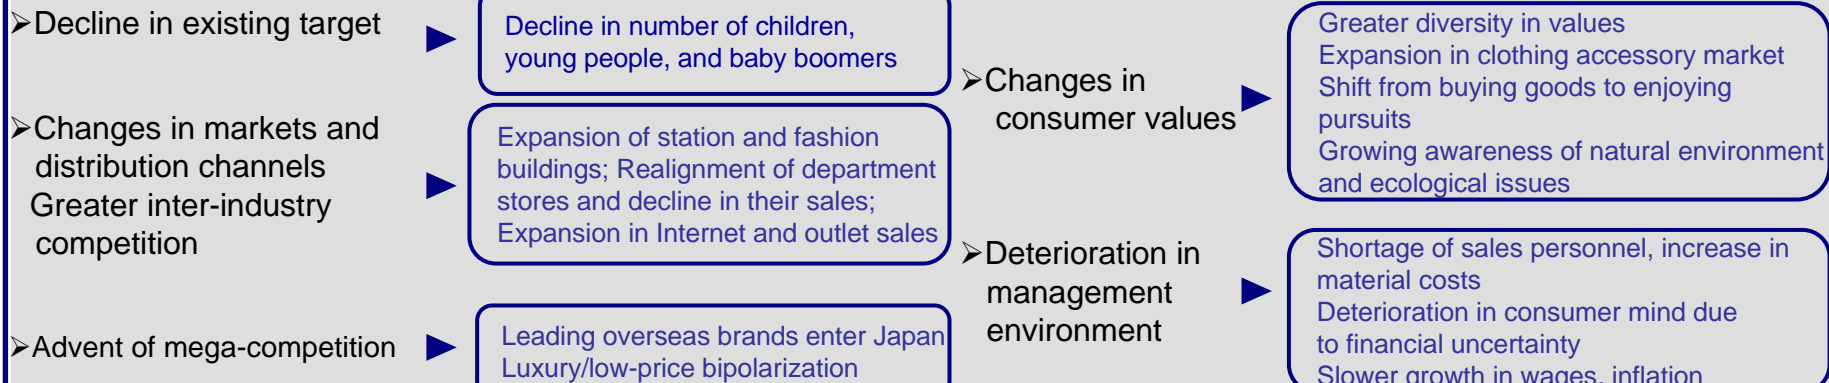 ➢Decline in existing target
Decline in number of children,
young people, and baby boomers
➢Changes in markets and
distribution channels
Greater inter-industry
competition
Expansion of station and fashion
buildings; Realignment of department
stores and decline in their sales;
Expansion in Internet and outlet sales
➢Advent of mega-competition
Leading overseas brands enter Japan
Luxury/low-price bipolarization
➢Changes in
consumer values
Greater diversity in values
Expansion in clothing accessory market
Shift from buying goods to enjoying
pursuits
Growing awareness of natural environment
and ecological issues
➢Deterioration in
management
environment
Shortage of sales personnel, increase in
material costs
Deterioration in consumer mind due
to financial uncertainty
Slower growth in wages, inflation